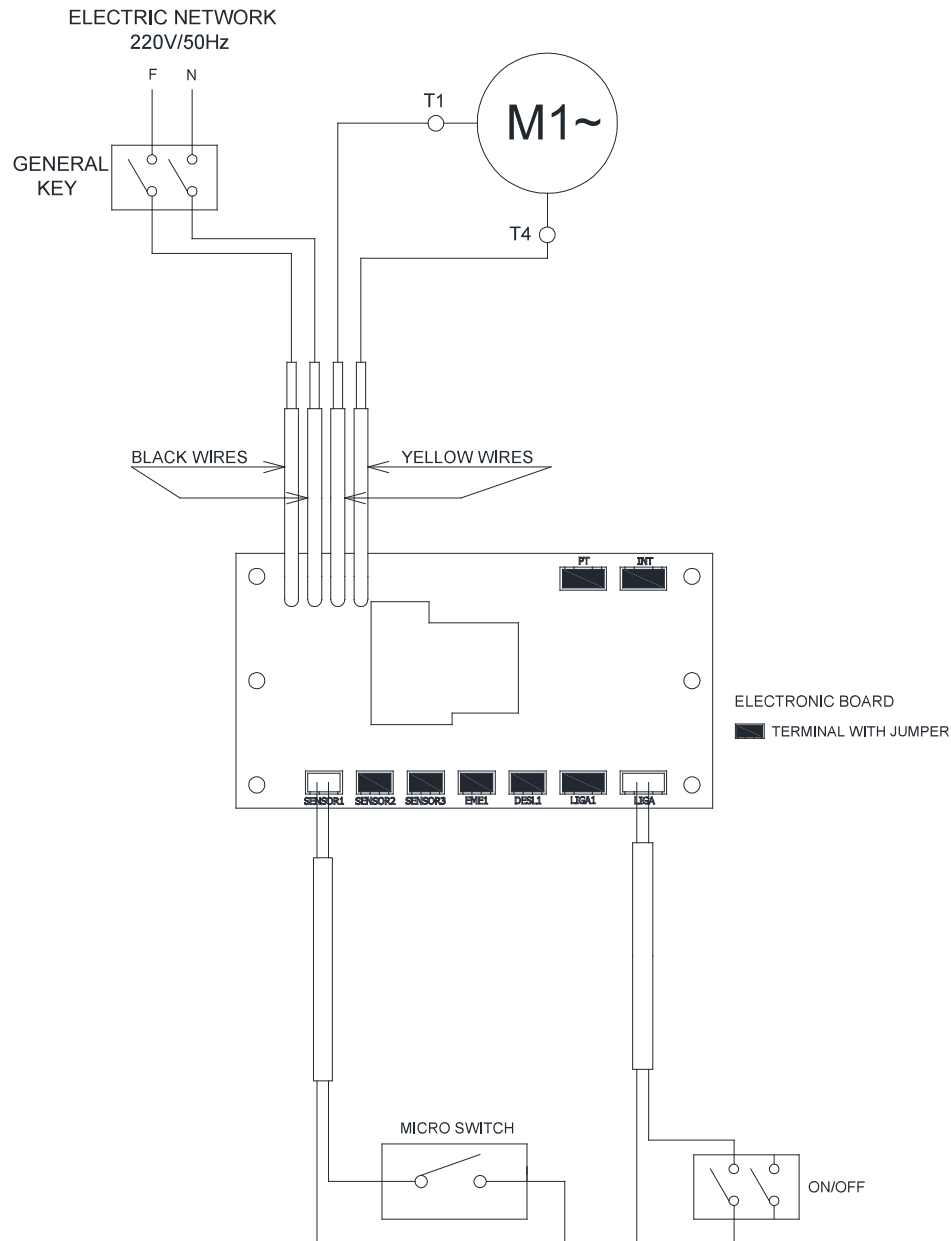 ELECTRIC NETWORK
220V/50Hz
F N
GENERAL
KEY
T1
M1~
T4
BLACK WIRES
YELLOW WIRES
PT INT
ELECTRONIC BOARD
TERMINAL WITH JUMPER
SENSOR1 SENSOR2 SENSOR3 EME1 DESL1 LIGA1 LIGA
MICRO SWITCH
ON/OFF